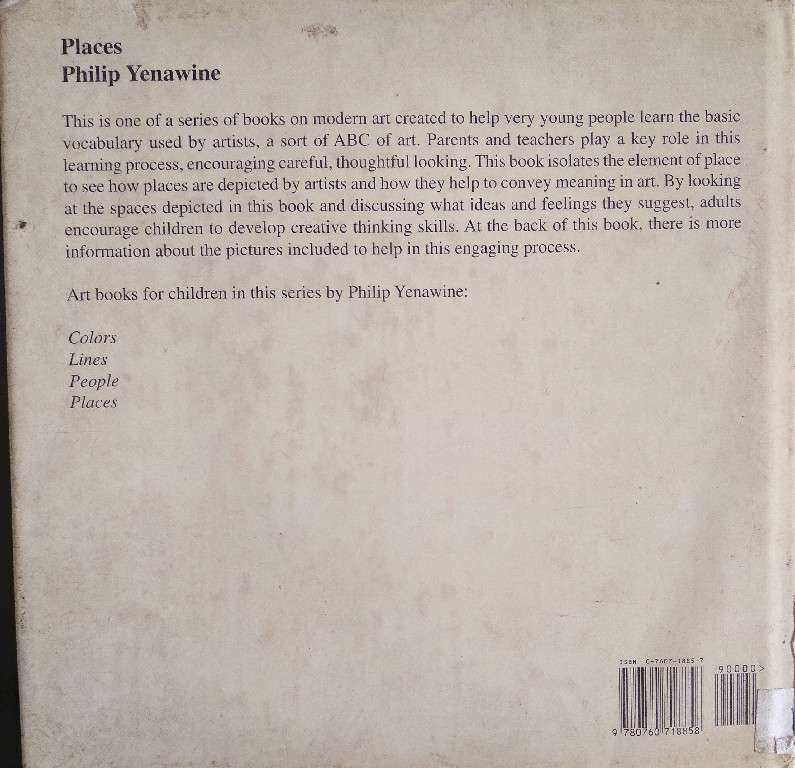 Places
Philip Yenawine
This is one of a series of books on modern art created to help very young people learn the basic
vocabulary used by artists, a sort of ABC of art. Parents and teachers play a key role in this
learning process, encouraging careful, thoughtful looking. This book isolates the element of place
to see how places are depicted by artists and how they help to convey meaning in art. By looking
at the spaces depicted in this book and discussing what ideas and feelings they suggest, adults
encourage children to develop creative thinking skills. At the back of this book, there is more
information about the pictures included to help in this engaging process.
Art books for children in this series by Philip Yenawine:
Colors
Lines
People
Places
ISBN 0-7607-1885-7
90000>
9 780760 718858